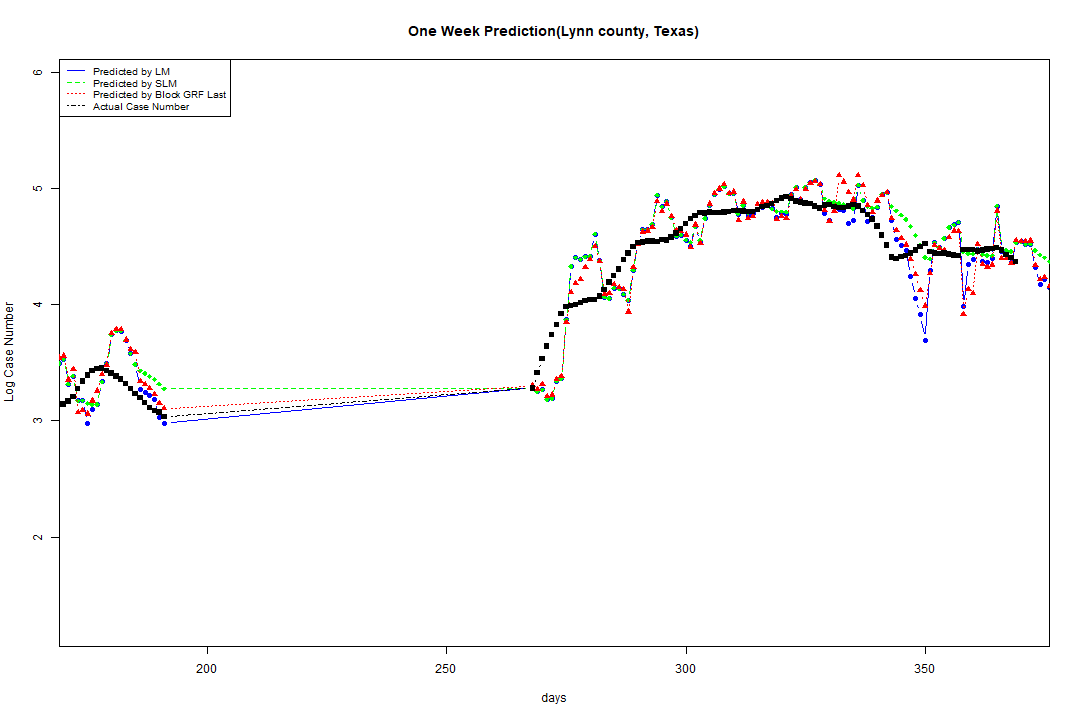 One Week Prediction(Lynn county, Texas)
Predicted by LM
Predicted by SLM
Predicted by Block GRF Last
Actual Case Number
6
5
4
3
2
Log Case Number
200
250
300
350
days